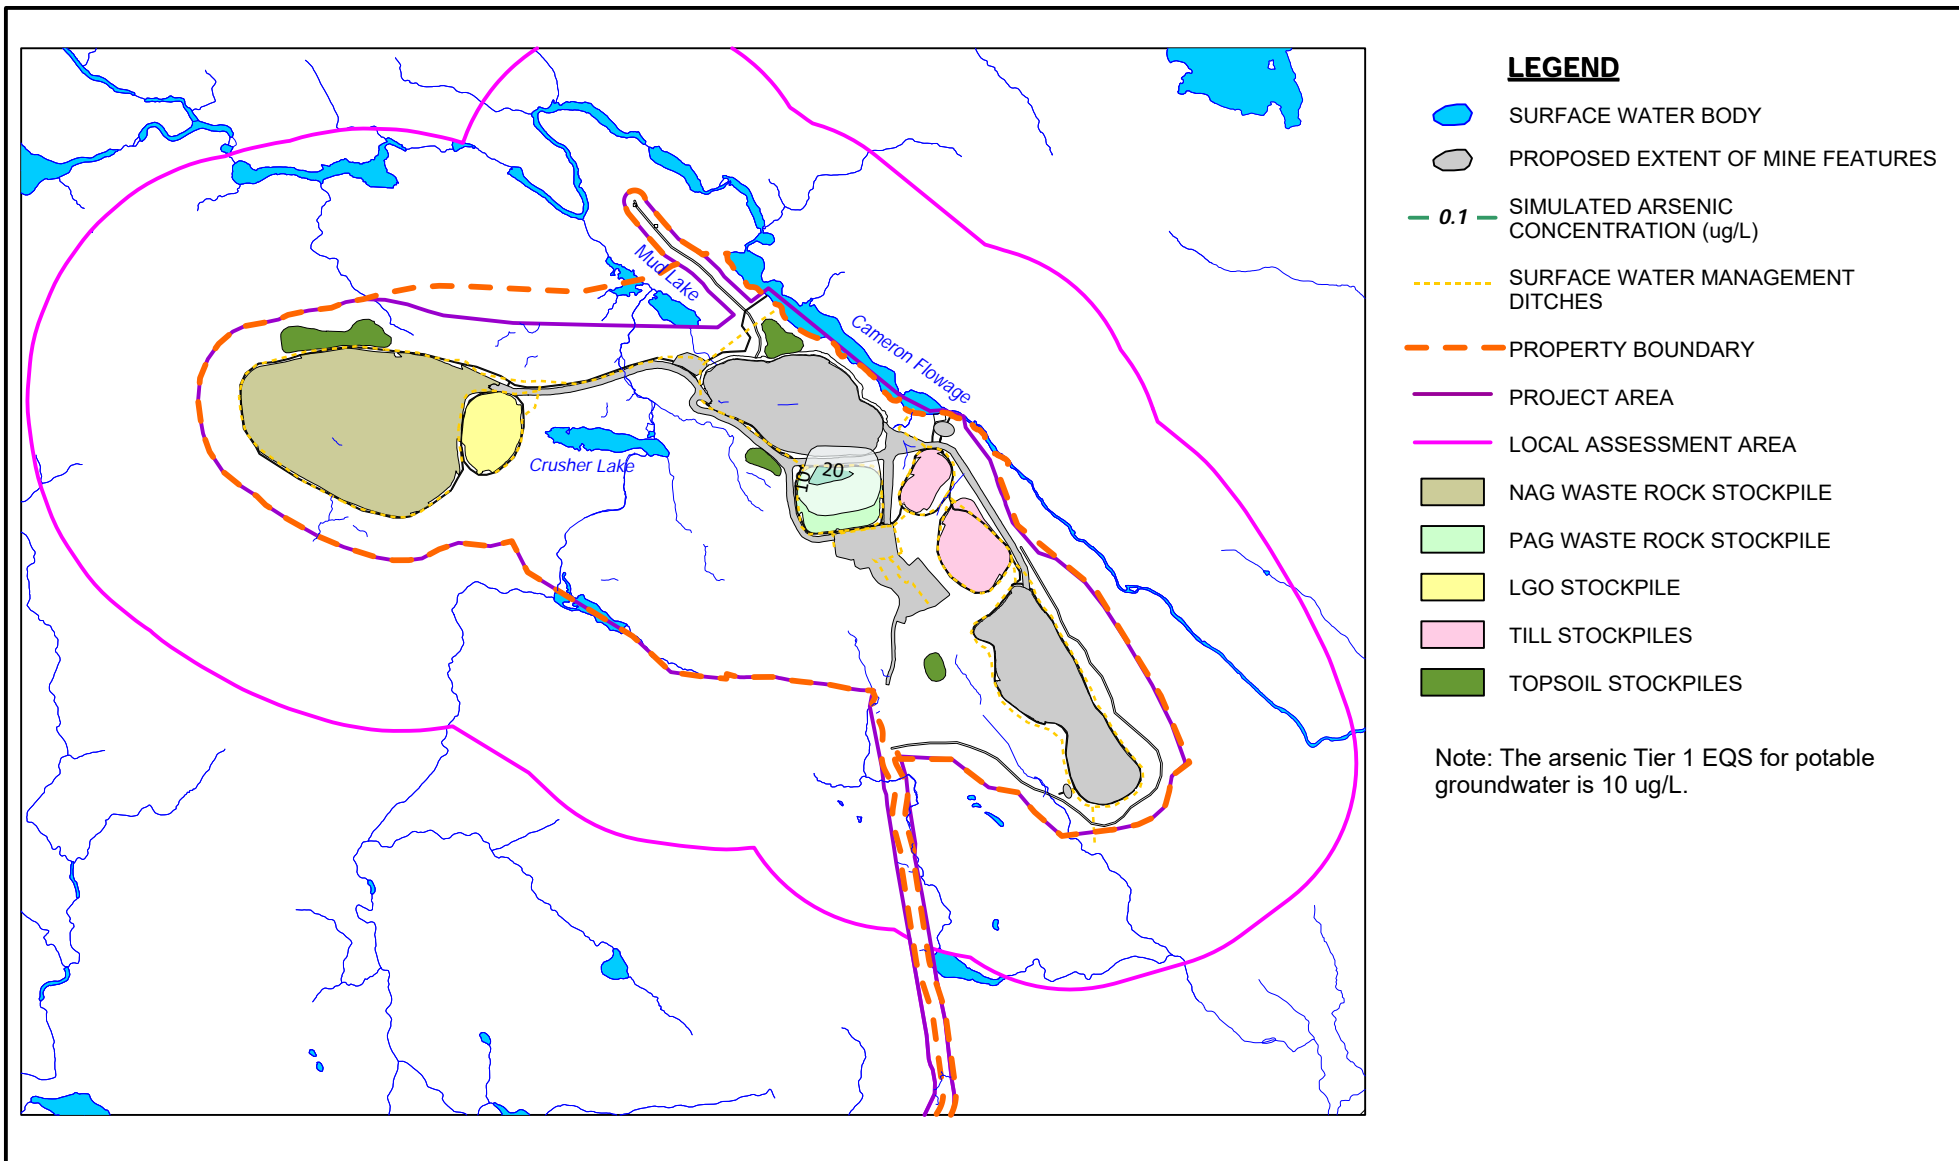 LEGEND
SURFACE WATER BODY
PROPOSED EXTENT OF MINE FEATURES
0.1
SIMULATED ARSENIC
CONCENTRATION (ug/L)
SURFACE WATER MANAGEMENT
DITCHES
PROPERTY BOUNDARY
PROJECT AREA
LOCAL ASSESSMENT AREA
NAG WASTE ROCK STOCKPILE
PAG WASTE ROCK STOCKPILE
LGO STOCKPILE
TILL STOCKPILES
TOPSOIL STOCKPILES
Note: The arsenic Tier 1 EQS for potable
groundwater is 10 ug/L.
Mud Lake
Cameron Flowage
Crusher Lake
10
20